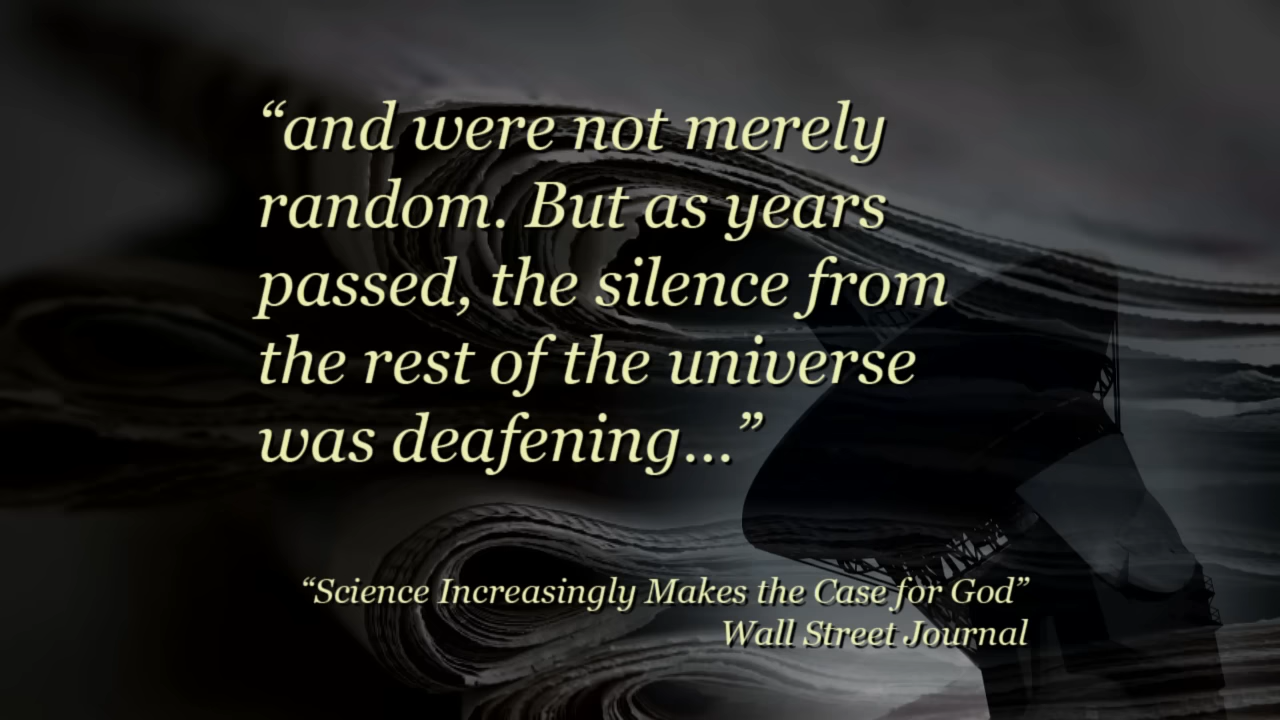 “and were not merely
random. But as years
passed, the silence from
the rest of the universe
was deafening...”
“Science Increasingly Makes the Case for God”
Wall Street Journal